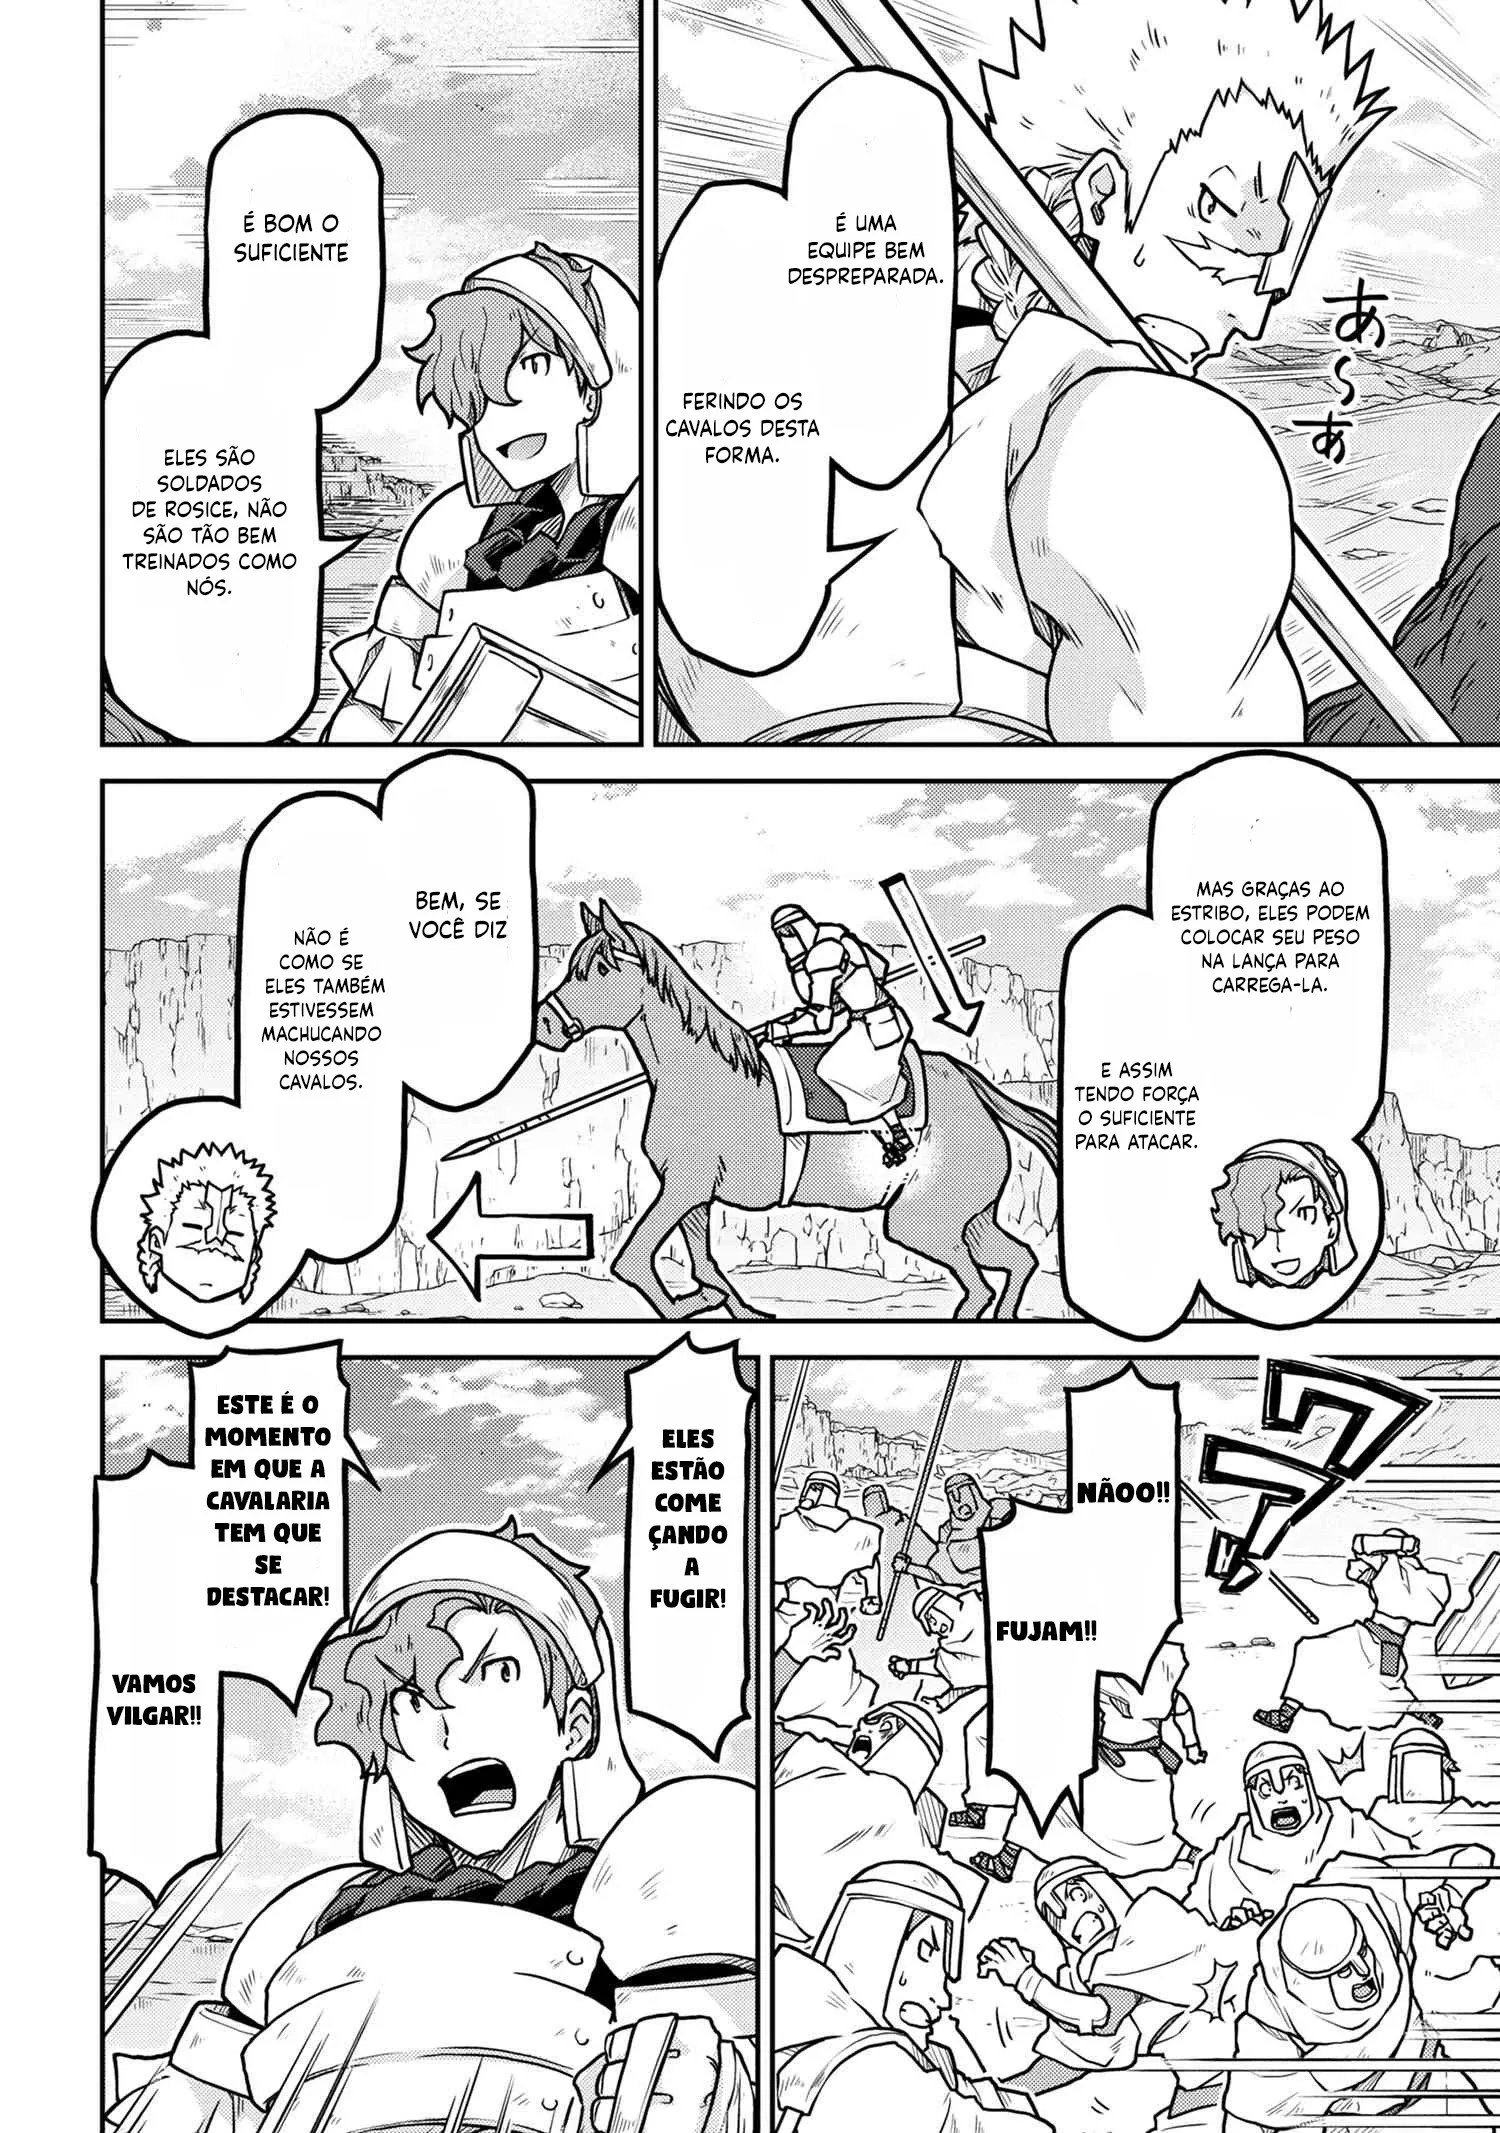 É UMA
EQUIPE BEM
DESPREPARADA.
FERINDO OS
CAVALOS DESTA
FORMA.
あ〜あ
É BOM O
SUFICIENTE
ELES SÃO
SOLDADOS
DE ROSICE, NÃO
SÃO TÃO BEM
TREINADOS COMO
NÓS.
MAS GRAÇAS AO
ESTRIBO, ELES PODEM
COLOCAR SEU PESO
NA LANÇA PARA
CARREGA-LA.
E ASSIM
TENDO FORÇA
O SUFICIENTE
PARA ATACAR.
BEM, SE
VOCÊ DIZ
NÃO É
COMO SE
ELES TAMBÉM
ESTIVESSEM
MACHUCANDO
NOSSOS
CAVALOS.
ワアー
NÃOO!!
FUJAM!!
ELES
ESTÃO
COME
ÇANDO
A
FUGIR!
ESTE É O
MOMENTO
EM QUE A
CAVALARIA
TEM QUE
SE
DESTACAR!
VAMOS
VILGAR!!